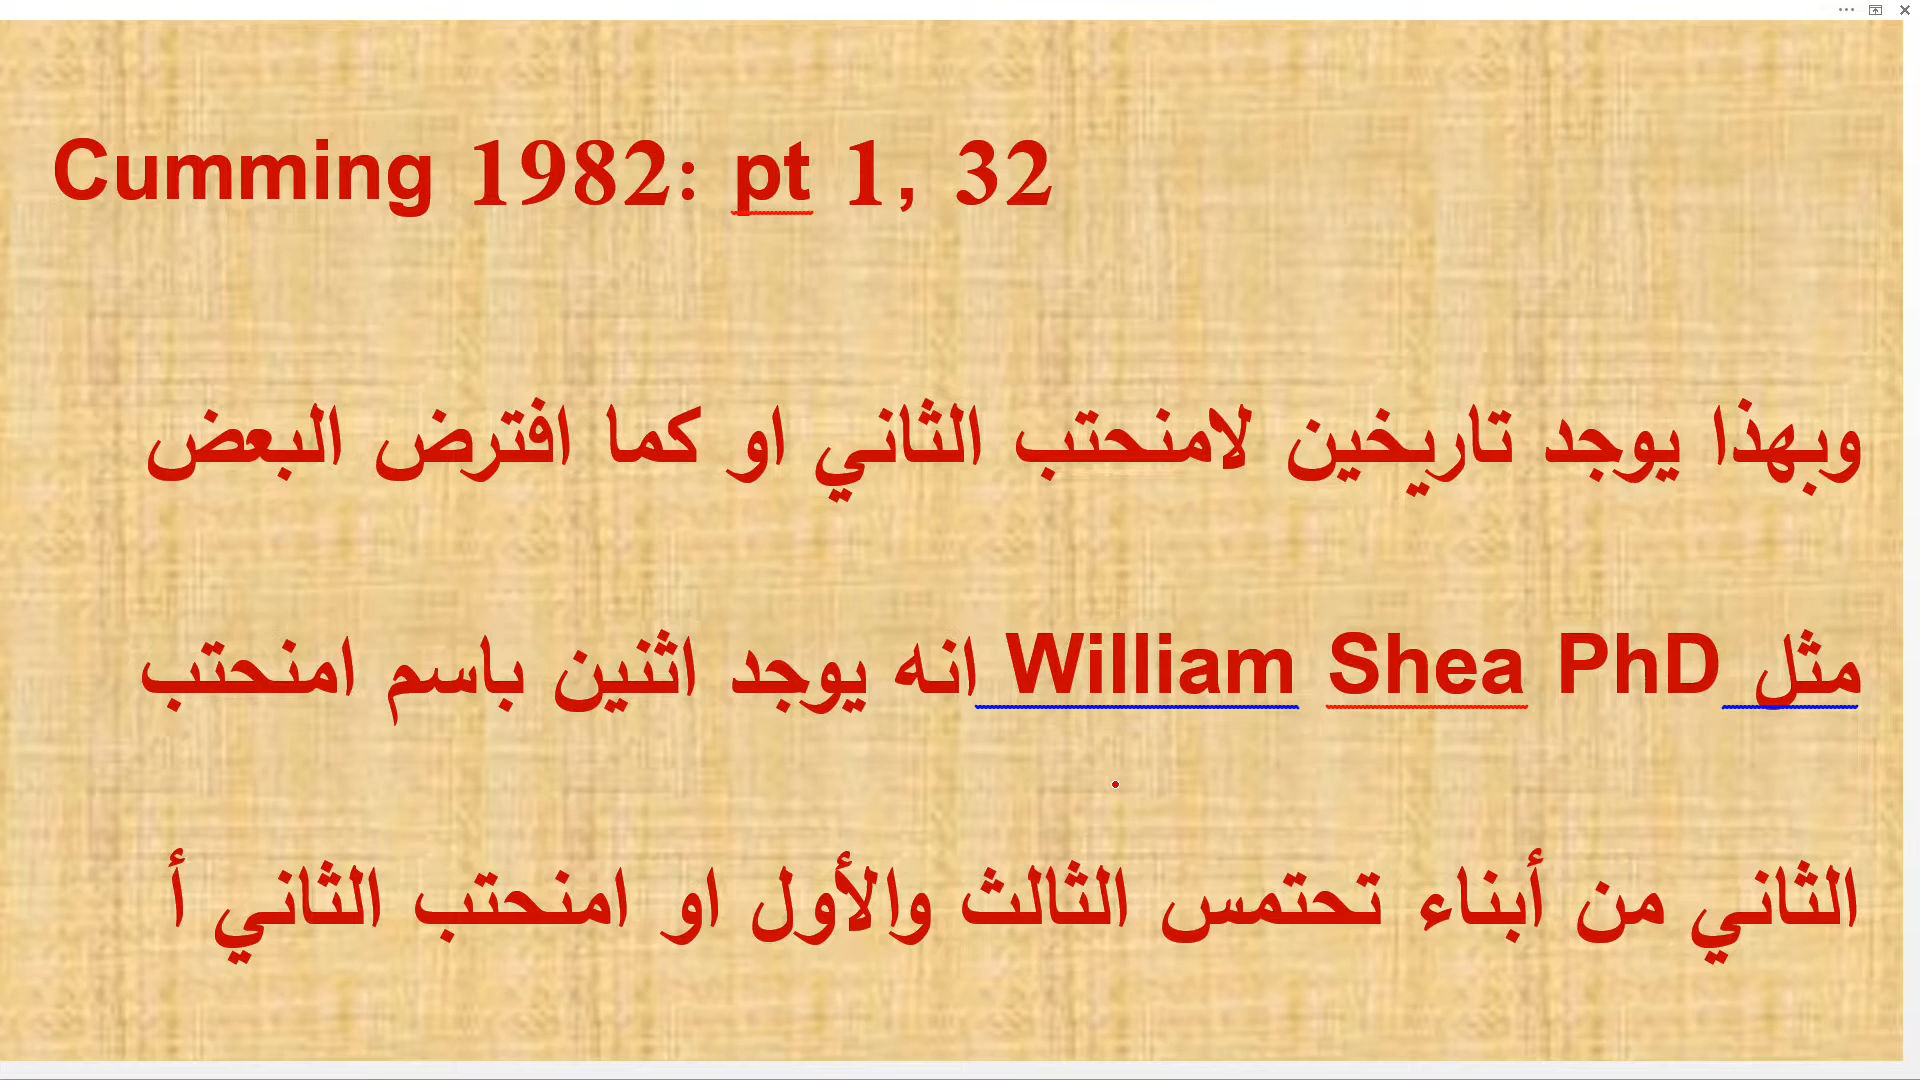 Cumming 1982: pt 1, 32
وبهذا يوجد تاريخين لامنحتب الثاني او كما افترض البعض
مثل William Shea PhD انه يوجد اثنين باسم امنحتب
الثاني من أبناء تحتمس الثالث والأول او امنحتب الثاني أ